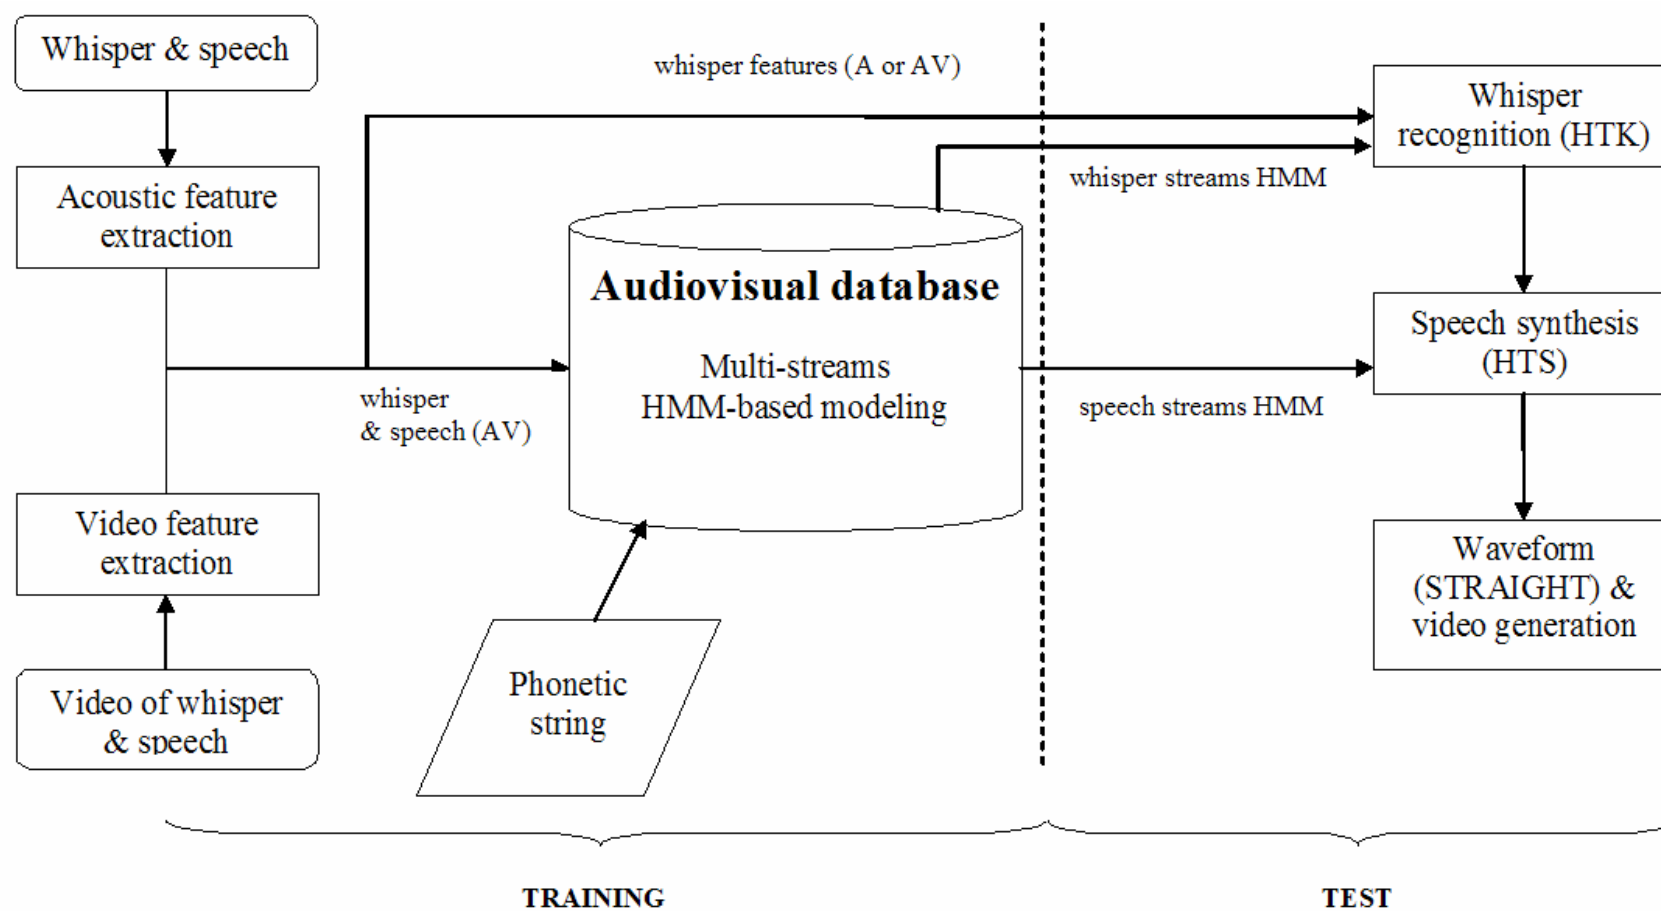 Whisper & speech
whisper features (A or AV)
Whisper
recognition (HTK)
whisper streams HMM
Acoustic feature
extraction
Audiovisual database
Multi-streams
HMM-based modeling
Speech synthesis
(HTS)
whisper
& speech (AV)
speech streams HMM
Video feature
extraction
Waveform
(STRAIGHT) &
video generation
Video of whisper
& speech
Phonetic
string
TRAINING
TEST